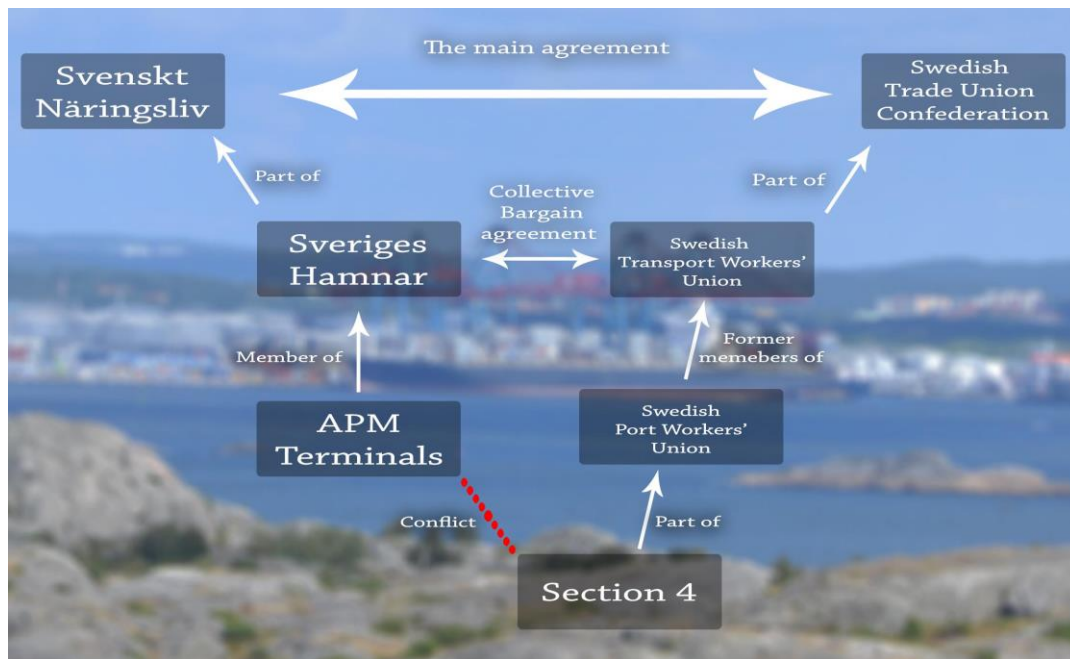 The main agreement
Svenskt
Näringsliv
Swedish
Trade Union
Confederation
Part of
Part of
Collective
Bargain
agreement
Sveriges
Hamnar
Swedish
Transport Workers’
Union
Member of
Former
memebers of
APM
Terminals
Swedish
Port Workers’
Union
Conflict
Part of
Section 4